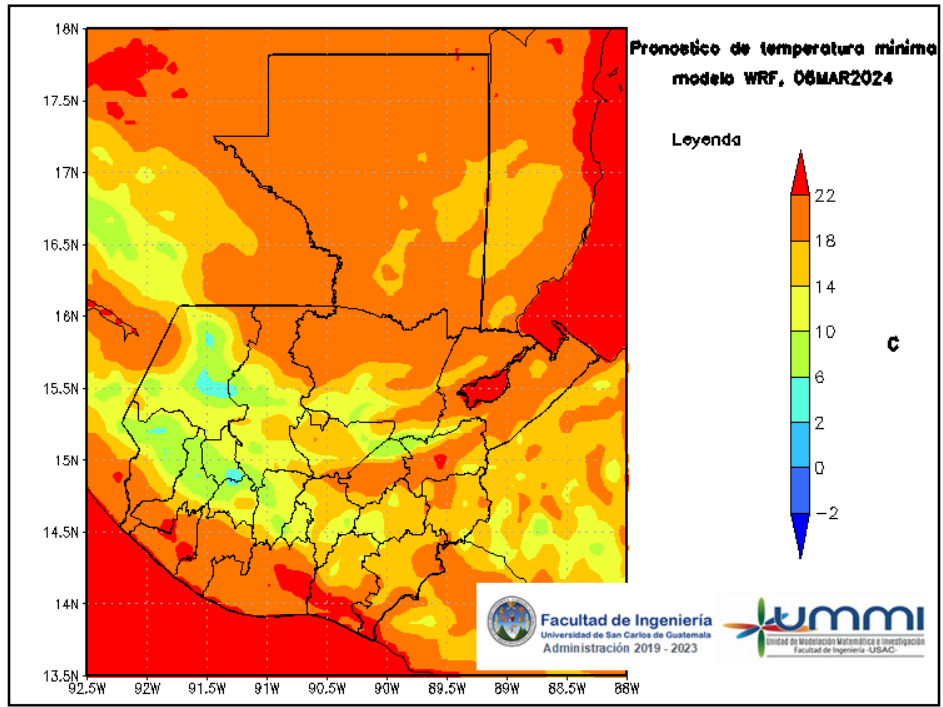 Pronostico de temperatura minima
modelo WRF, 06MAR2024
Leyenda
22
18
14
10
6
2
0
-2
C
18N
17.5N
17N
16.5N
16N
15.5N
15N
14.5N
14N
13.5N
92.5W 92W 91.5W 91W 90.5W 90W 89.5W 89W 88.5W 88W
Facultad de Ingeniería
Universidad de San Carlos de Guatemala
Administración 2019 - 2023
UMMI
Unidad de Modelación Matemática e Investigación
Facultad de Ingeniería -USAC-